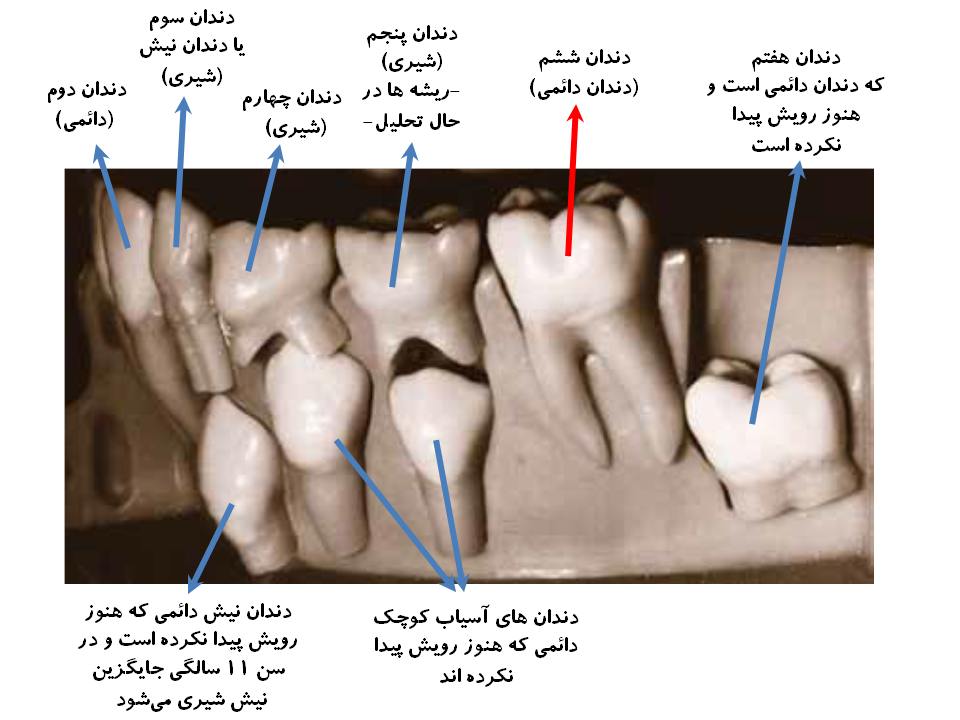 دندان سوم
یا دندان نیش
(شیری)
دندان دوم
(دائمی)
دندان چهارم
(شیری)
دندان پنجم
(شیری)
-ریشه ها در
حال تحلیل-
دندان ششم
(دندان دائمی)
دندان هفتم
که دندان دائمی است و
هنوز رویش پیدا
نکرده است
دندان نیش دائمی که هنوز
رویش پیدا نکرده است و در
سن ۱۱ سالگی جایگزین
نیش شیری می‌شود
دندان های آسیاب کوچک
دائمی که هنوز رویش پیدا
نکرده اند